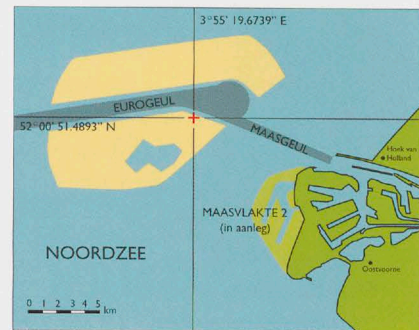 3°55' 19.6739" E
EUROGEUL
52°00' 51.4893" N
MAASGEUL
Hoek van
Holland
MAASVLAKTE 2
(in aanleg)
NOORDZEE
Oostvoorne
0 1 2 3 4 5 km